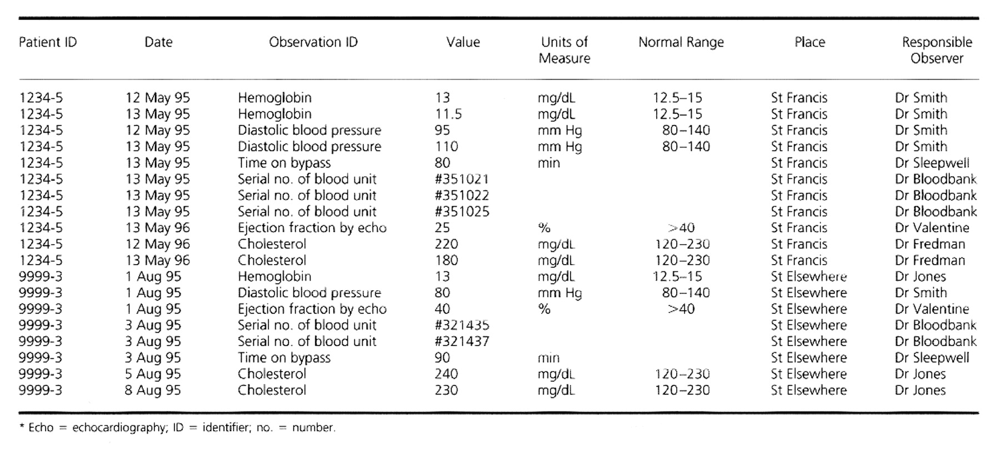 Patient ID Date Observation ID Value Units of Measure Normal Range Place Responsible Observer
1234-5 12 May 95 Hemoglobin 13 mg/dL 12.5–15 St Francis Dr Smith
1234-5 13 May 95 Hemoglobin 11.5 mg/dL 12.5–15 St Francis Dr Smith
1234-5 12 May 95 Diastolic blood pressure 95 mm Hg 80–140 St Francis Dr Smith
1234-5 13 May 95 Diastolic blood pressure 110 mm Hg 80–140 St Francis Dr Smith
1234-5 13 May 95 Time on bypass 80 min St Francis Dr Sleepwell
1234-5 13 May 95 Serial no. of blood unit #351021 St Francis Dr Bloodbank
1234-5 13 May 95 Serial no. of blood unit #351022 St Francis Dr Bloodbank
1234-5 13 May 95 Serial no. of blood unit #351025 St Francis Dr Bloodbank
1234-5 13 May 96 Ejection fraction by echo 25 % >40 St Francis Dr Valentine
1234-5 12 May 96 Cholesterol 220 mg/dL 120–230 St Francis Dr Fredman
1234-5 13 May 96 Cholesterol 180 mg/dL 120–230 St Francis Dr Fredman
9999-3 1 Aug 95 Hemoglobin 13 mg/dL 12.5–15 St Elsewhere Dr Jones
9999-3 1 Aug 95 Diastolic blood pressure 80 mm Hg 80–140 St Elsewhere Dr Smith
9999-3 1 Aug 95 Ejection fraction by echo 40 % >40 St Elsewhere Dr Valentine
9999-3 3 Aug 95 Serial no. of blood unit #321435 St Elsewhere Dr Bloodbank
9999-3 3 Aug 95 Serial no. of blood unit #321437 St Elsewhere Dr Bloodbank
9999-3 3 Aug 95 Time on bypass 90 min St Elsewhere Dr Sleepwell
9999-3 5 Aug 95 Cholesterol 240 mg/dL 120–230 St Elsewhere Dr Jones
9999-3 8 Aug 95 Cholesterol 230 mg/dL 120–230 St Elsewhere Dr Jones
* Echo = echocardiography; ID = identifier; no. = number.